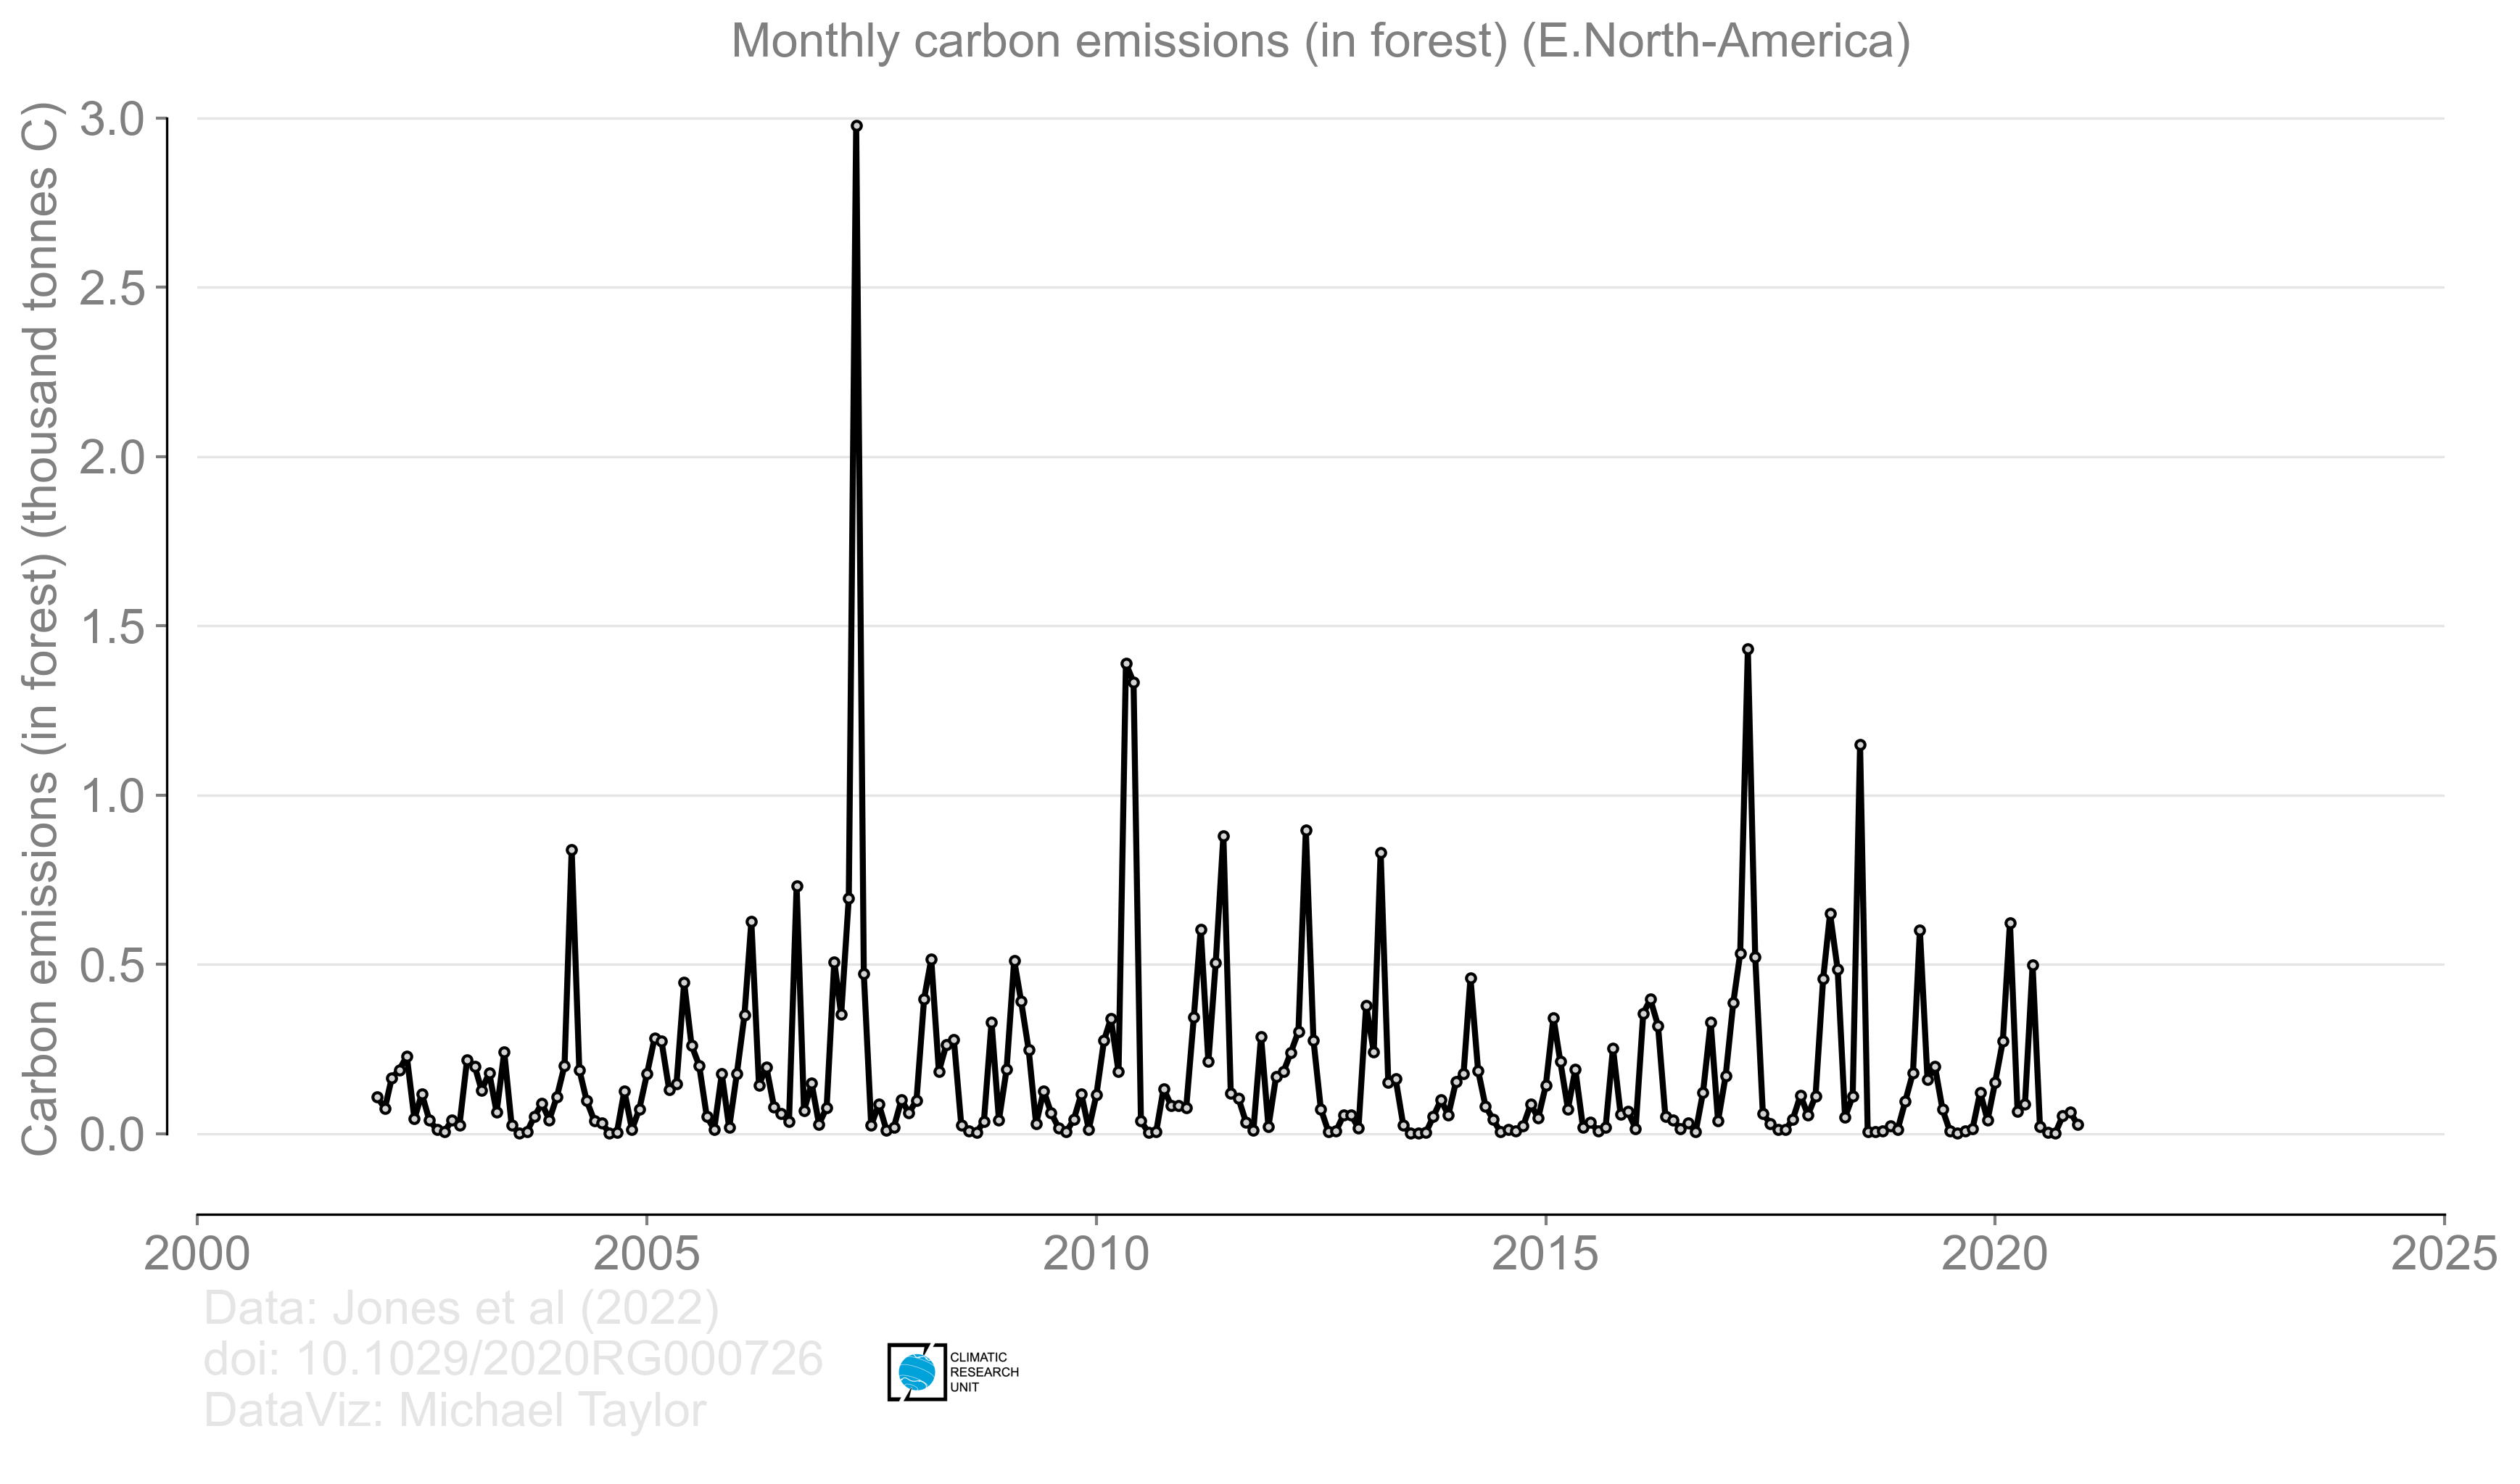 Monthly carbon emissions (in forest) (E.North-America)
Carbon emissions (in forest) (thousand tonnes C)
3.0
2.5
2.0
1.5
1.0
0.5
0.0
2000
2005
2010
2015
2020
2025
Data: Jones et al (2022)
doi: 10.1029/2020RG000726
DataViz: Michael Taylor
CLIMATIC
RESEARCH
UNIT